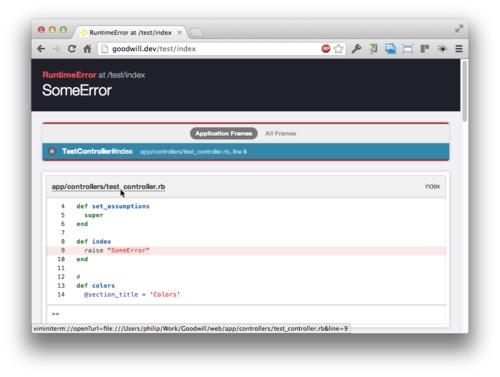 RuntimeError at /test/index
goodwill.dev/test/index
RuntimeError at /test/index
SomeError
Application Frames All Frames
TestController#index app/controllers/test_controller.rb, line 9
app/controllers/test_controller.rb index
4 def set_assumptions
5 super
6 end
7
8 def index
9 raise "SomeError"
10 end
11
12 #
13 def colors
14 @section_title = 'Colors'
>>
viminiterm://open?url=file:///Users/philip/Work/Goodwill/web/app/controllers/test_controller.rb&line=9